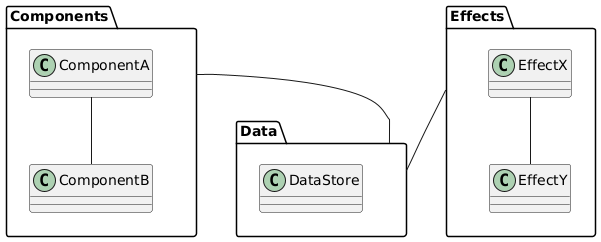 Components
Effects
C ComponentA
C EffectX
Data
C ComponentB
C DataStore
C EffectY